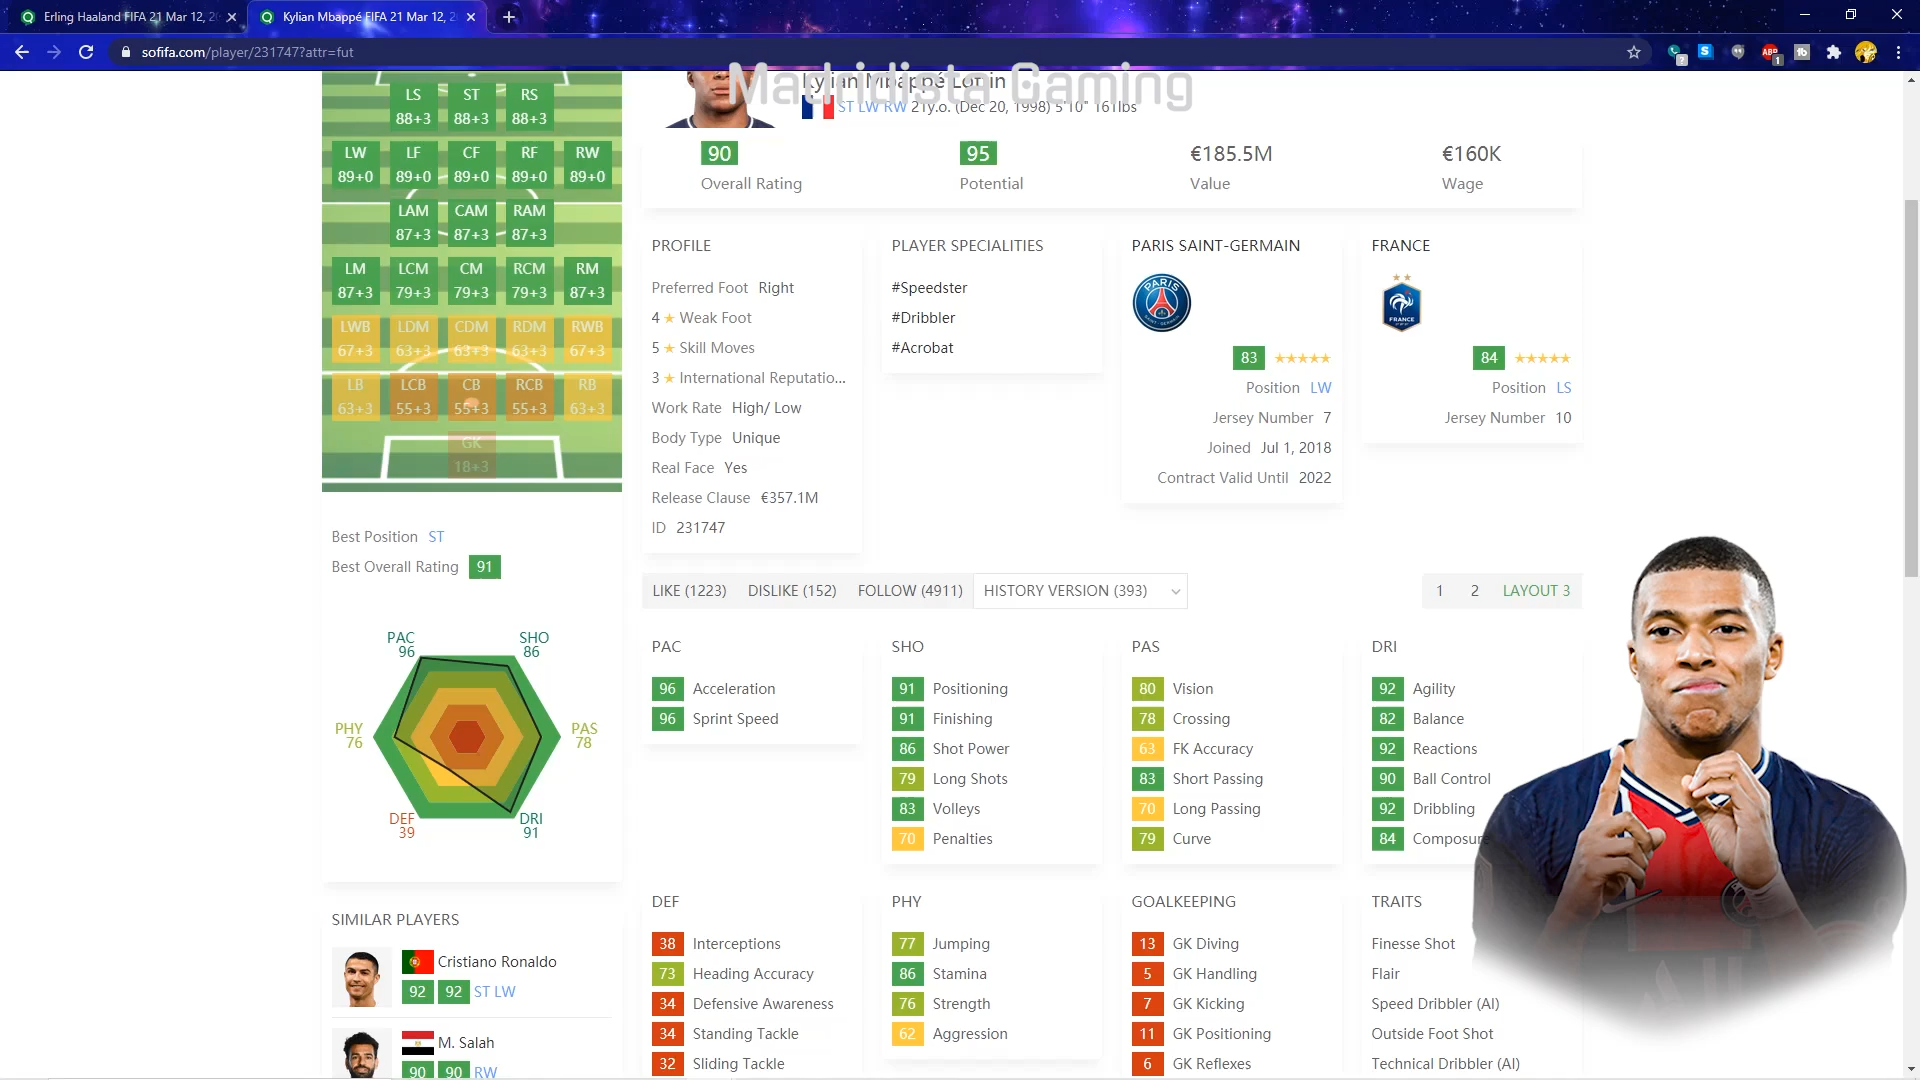 Erling Haaland FIFA 21 Mar 12, 2
Kylian Mbappé FIFA 21 Mar 12, 2
sofifa.com/player/231747?attr=fut
Madridista Gaming
Kylian Mbappé Lottin
ST LW RW 21y.o. (Dec 20, 1998) 5'10" 161lbs
LS ST RS
88+3 88+3 88+3
LW LF CF RF RW
89+0 89+0 89+0 89+0 89+0
LAM CAM RAM
87+3 87+3 87+3
LM LCM CM RCM RM
87+3 79+3 79+3 79+3 87+3
LWB LDM CDM RDM RWB
67+3 63+3 63+3 63+3 67+3
LB LCB CB RCB RB
63+3 55+3 55+3 55+3 63+3
GK
18+3
90 95 €185.5M €160K
Overall Rating Potential Value Wage
PROFILE
Preferred Foot Right
4 ★ Weak Foot
5 ★ Skill Moves
3 ★ International Reputatio...
Work Rate High/ Low
Body Type Unique
Real Face Yes
Release Clause €357.1M
ID 231747
PLAYER SPECIALITIES
#Speedster
#Dribbler
#Acrobat
PARIS SAINT-GERMAIN
PARIS
83 ★★★★★
Position LW
Jersey Number 7
Joined Jul 1, 2018
Contract Valid Until 2022
FRANCE
FRANCE
84 ★★★★★
Position LS
Jersey Number 10
Best Position ST
Best Overall Rating 91
LIKE (1223) DISLIKE (152) FOLLOW (4911) HISTORY VERSION (393)
1 2 LAYOUT 3
PAC SHO
96 86
PHY PAS
76 78
DEF DRI
39 91
PAC
96 Acceleration
96 Sprint Speed
SHO
91 Positioning
91 Finishing
86 Shot Power
79 Long Shots
83 Volleys
70 Penalties
PAS
80 Vision
78 Crossing
63 FK Accuracy
83 Short Passing
70 Long Passing
79 Curve
DRI
92 Agility
82 Balance
92 Reactions
90 Ball Control
92 Dribbling
84 Composure
SIMILAR PLAYERS
Cristiano Ronaldo
92 92 ST LW
M. Salah
90 90 RW
DEF
38 Interceptions
73 Heading Accuracy
34 Defensive Awareness
34 Standing Tackle
32 Sliding Tackle
PHY
77 Jumping
86 Stamina
76 Strength
62 Aggression
GOALKEEPING
13 GK Diving
5 GK Handling
7 GK Kicking
11 GK Positioning
6 GK Reflexes
TRAITS
Finesse Shot
Flair
Speed Dribbler (AI)
Outside Foot Shot
Technical Dribbler (AI)